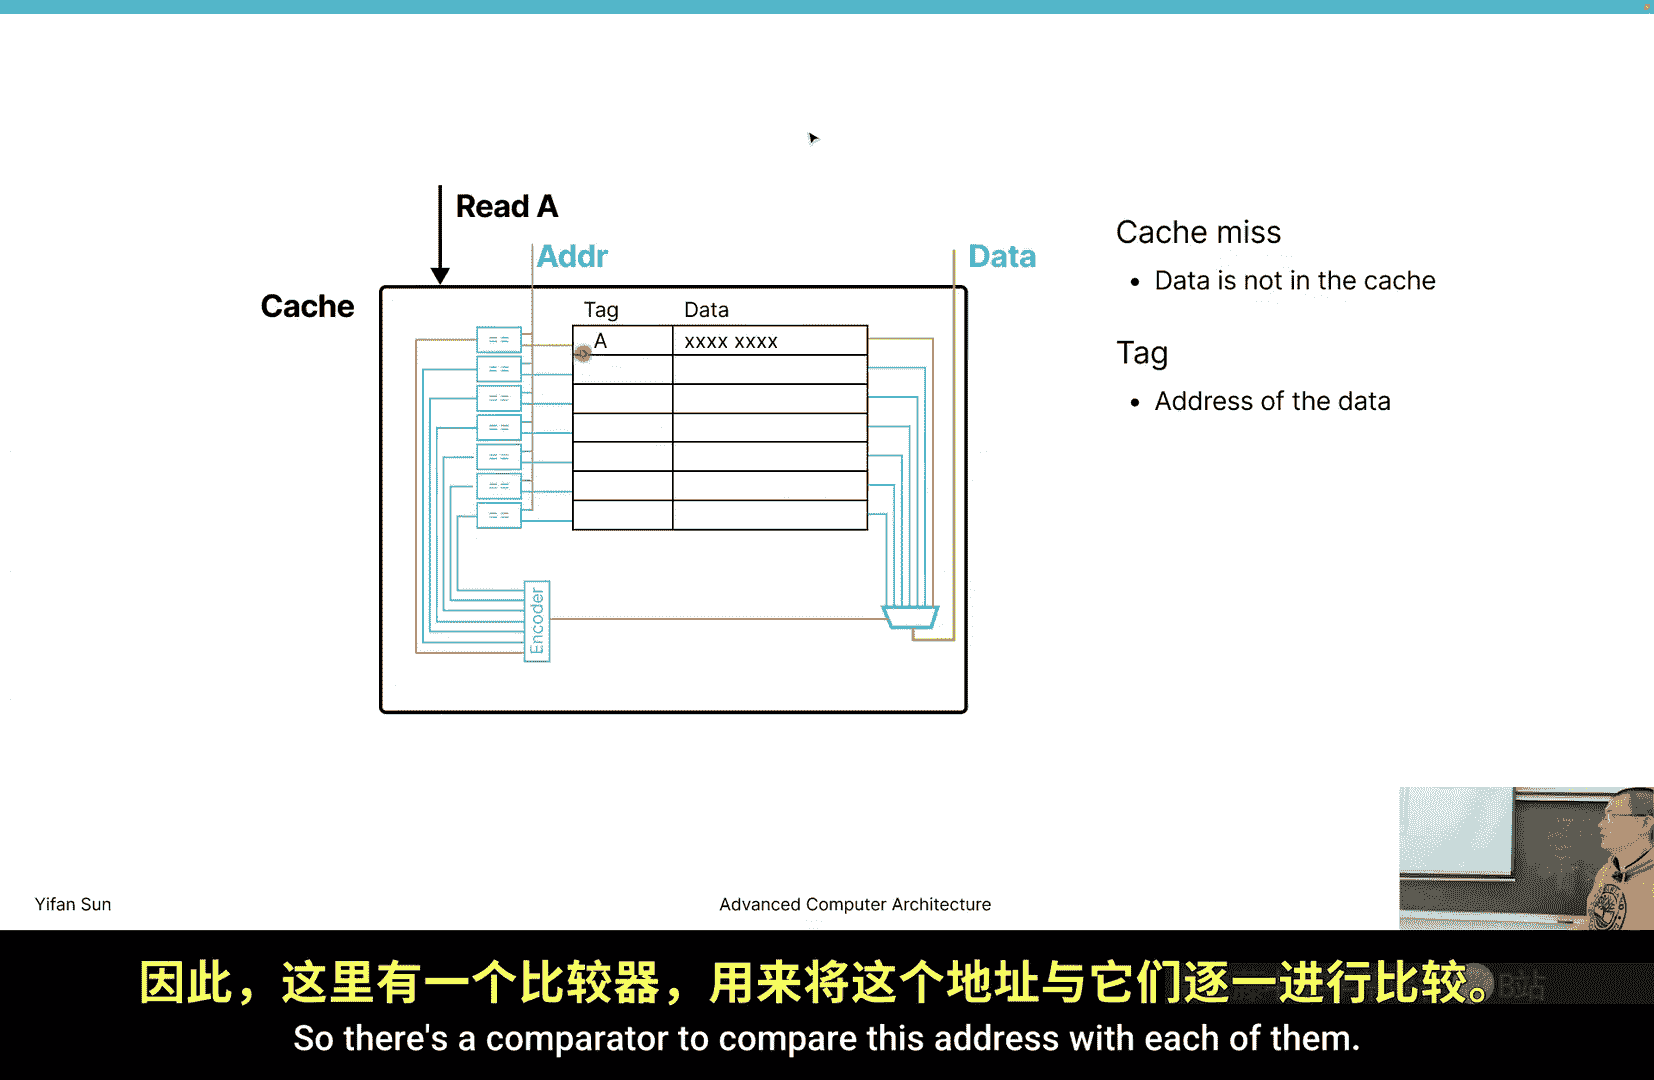 Read A
Addr
Data
Cache
Tag Data
A xxxx xxxx
==
==
==
==
==
==
==
Encoder
Cache miss
• Data is not in the cache
Tag
• Address of the data
Yifan Sun
Advanced Computer Architecture
因此，这里有一个比较器，用来将这个地址与它们逐一进行比较。
B站
So there's a comparator to compare this address with each of them.